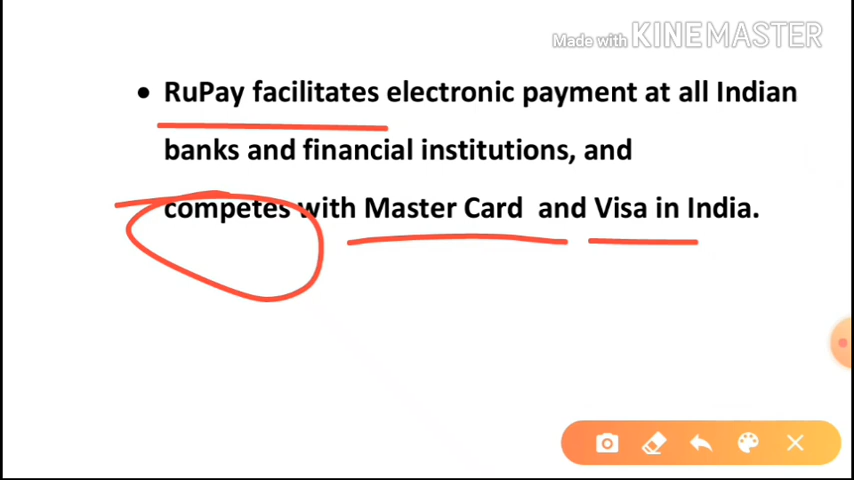 Made with KINEMASTER
• RuPay facilitates electronic payment at all Indian
banks and financial institutions, and
competes with Master Card and Visa in India.